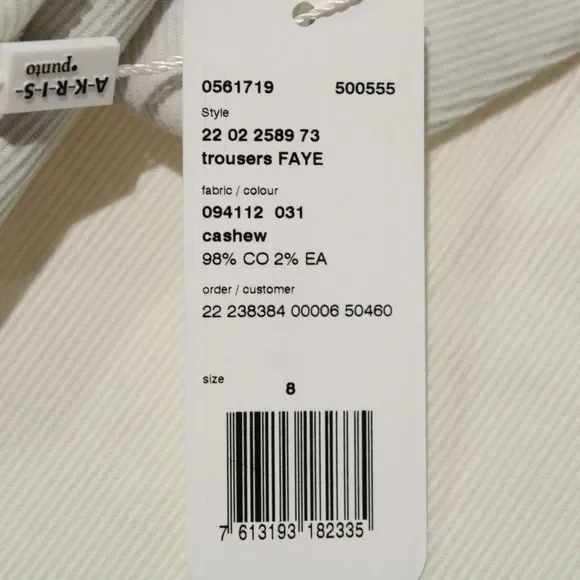 A-K-R-I-S-
•punto
0561719 500555
Style
22 02 2589 73
trousers FAYE
fabric / colour
094112 031
cashew
98% CO 2% EA
order / customer
22 238384 00006 50460
size
8
7 613193 182335